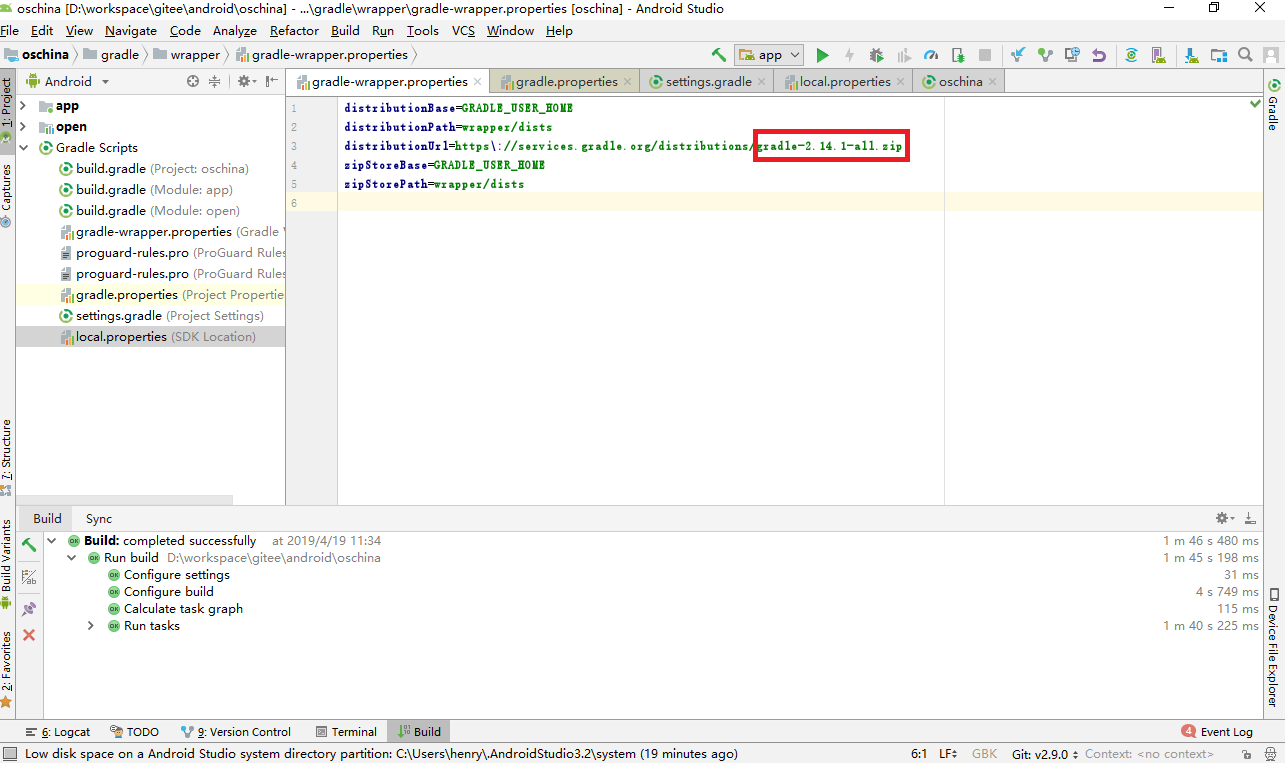 oschina [D:\workspace\gitee\android\oschina] - ...\gradle\wrapper\gradle-wrapper.properties [oschina] - Android Studio
File Edit View Navigate Code Analyze Refactor Build Run Tools VCS Window Help
oschina gradle wrapper gradle-wrapper.properties app
Android gradle-wrapper.properties gradle.properties settings.gradle local.properties oschina
1: Project
Captures
7: Structure
Build Variants
2: Favorites
app
open
Gradle Scripts
build.gradle (Project: oschina)
build.gradle (Module: app)
build.gradle (Module: open)
gradle-wrapper.properties (Gradle V
proguard-rules.pro (ProGuard Rules
proguard-rules.pro (ProGuard Rules
gradle.properties (Project Propertie
settings.gradle (Project Settings)
local.properties (SDK Location)
1 distributionBase=GRADLE_USER_HOME
2 distributionPath=wrapper/dists
3 distributionUrl=https\://services.gradle.org/distributions/gradle-2.14.1-all.zip
4 zipStoreBase=GRADLE_USER_HOME
5 zipStorePath=wrapper/dists
6
Gradle
Device File Explorer
Build Sync
Build: completed successfully at 2019/4/19 11:34 1 m 46 s 480 ms
Run build D:\workspace\gitee\android\oschina 1 m 45 s 198 ms
Configure settings 31 ms
Configure build 4 s 749 ms
Calculate task graph 115 ms
Run tasks 1 m 40 s 225 ms
6: Logcat TODO 9: Version Control Terminal Build 4 Event Log
Low disk space on a Android Studio system directory partition: C:\Users\henry\.AndroidStudio3.2\system (19 minutes ago) 6:1 LF GBK Git: v2.9.0 Context: <no context>